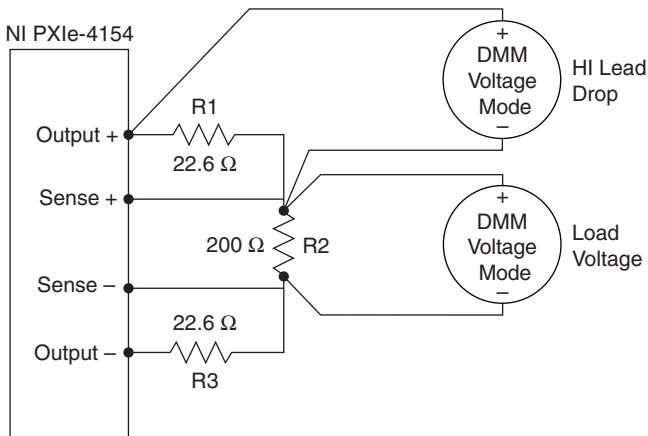 NI PXIe-4154
Output +
Sense +
Sense –
Output –
R1
22.6 Ω
200 Ω
R2
22.6 Ω
R3
+
DMM
Voltage
Mode
–
HI Lead
Drop
+
DMM
Voltage
Mode
–
Load
Voltage